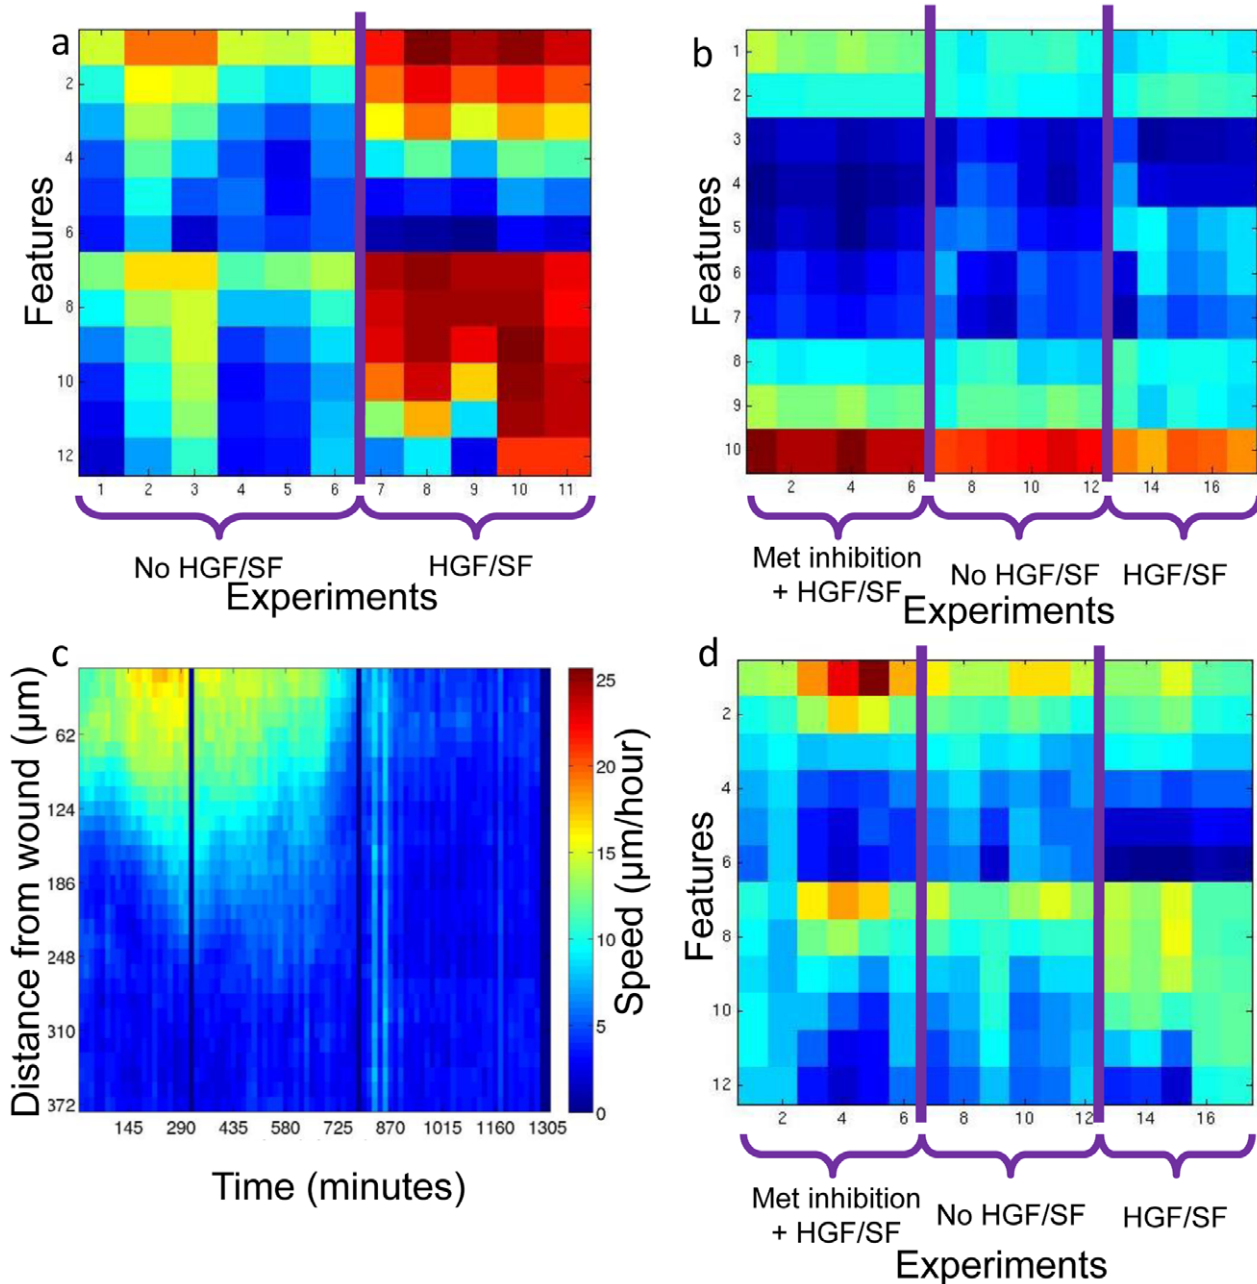 a
Features
2
4
6
8
10
12
1 2 3 4 5 6 7 8 9 10 11
No HGF/SF
HGF/SF
Experiments
b
Features
1
2
3
4
5
6
7
8
9
10
2 4 6 8 10 12 14 16
Met inhibition
+ HGF/SF
No HGF/SF
HGF/SF
Experiments
c
Distance from wound (μm)
62
124
186
248
310
372
145 290 435 580 725 870 1015 1160 1305
Time (minutes)
25
20
15
10
5
0
Speed (μm/hour)
d
Features
2
4
6
8
10
12
2 4 6 8 10 12 14 16
Met inhibition
+ HGF/SF
No HGF/SF
HGF/SF
Experiments